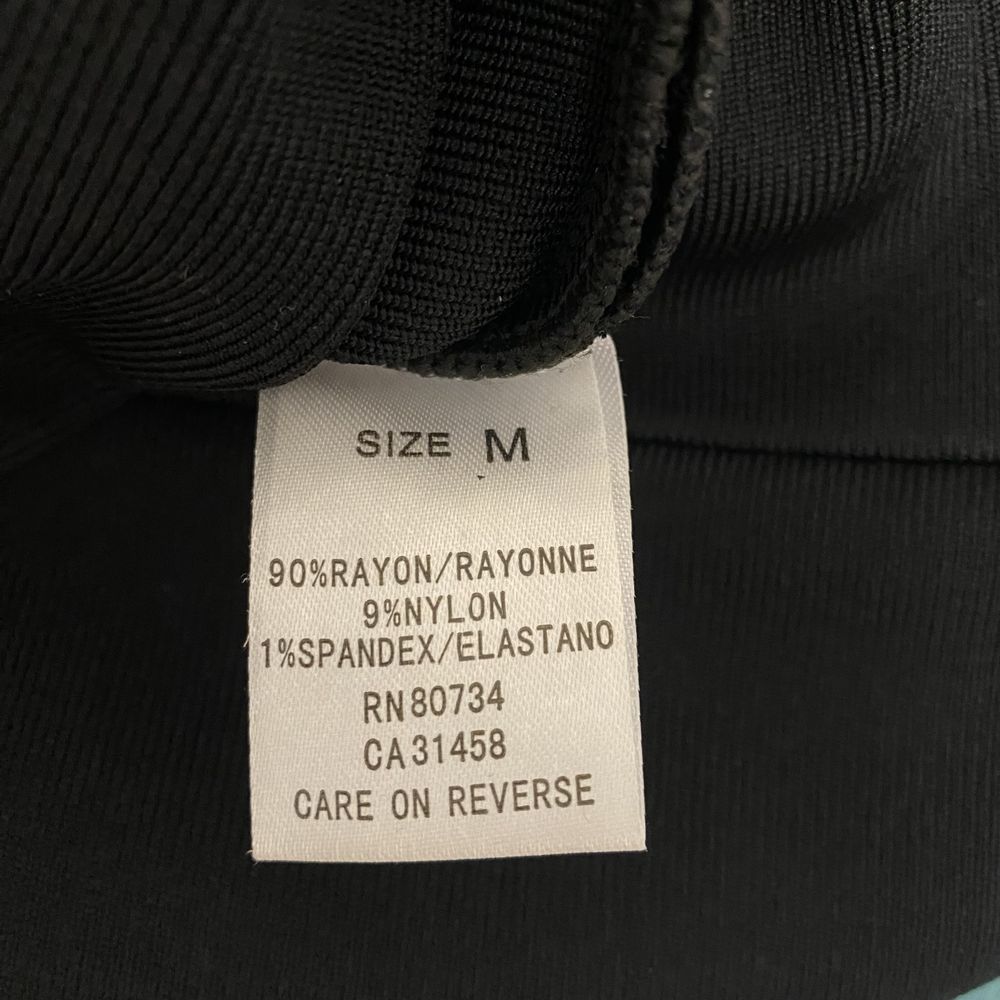 SIZE M
90%RAYON/RAYONNE
9%NYLON
1%SPANDEX/ELASTANO
RN80734
CA31458
CARE ON REVERSE